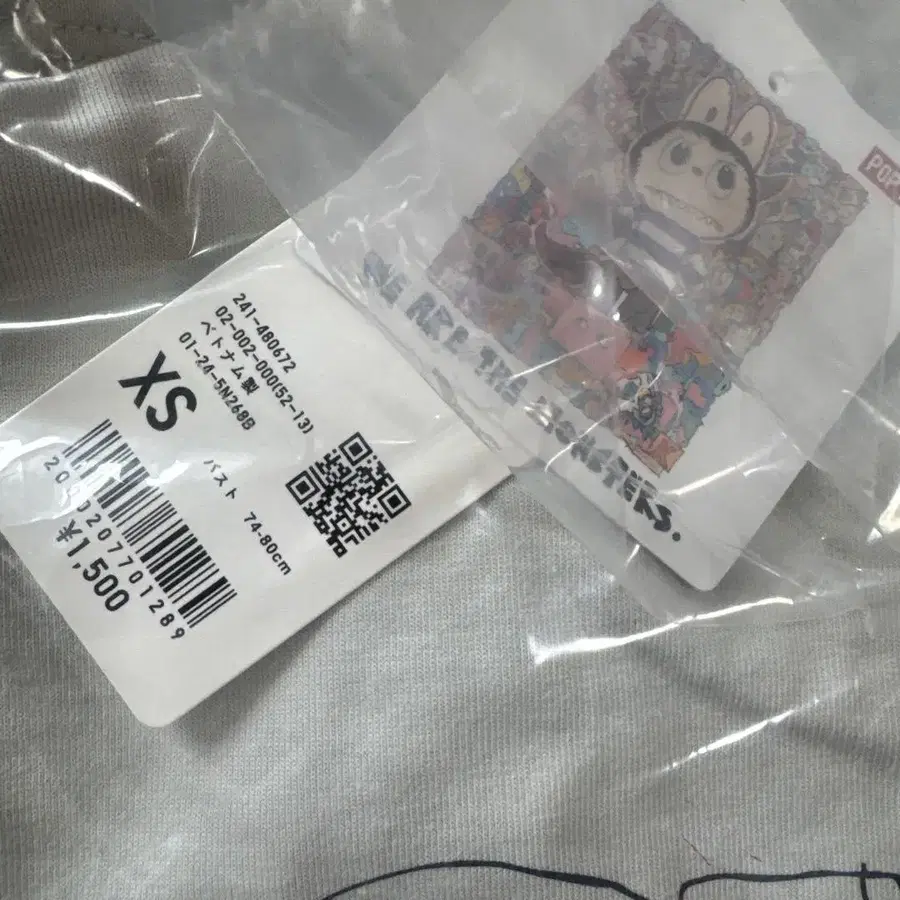 241-480672
02-002-000(52-13)
ベトナム製
01-24-5N268B
XS
バスト 74-80cm
2000207701289
¥1,500
POP
WE ARE THE MONSTERS.